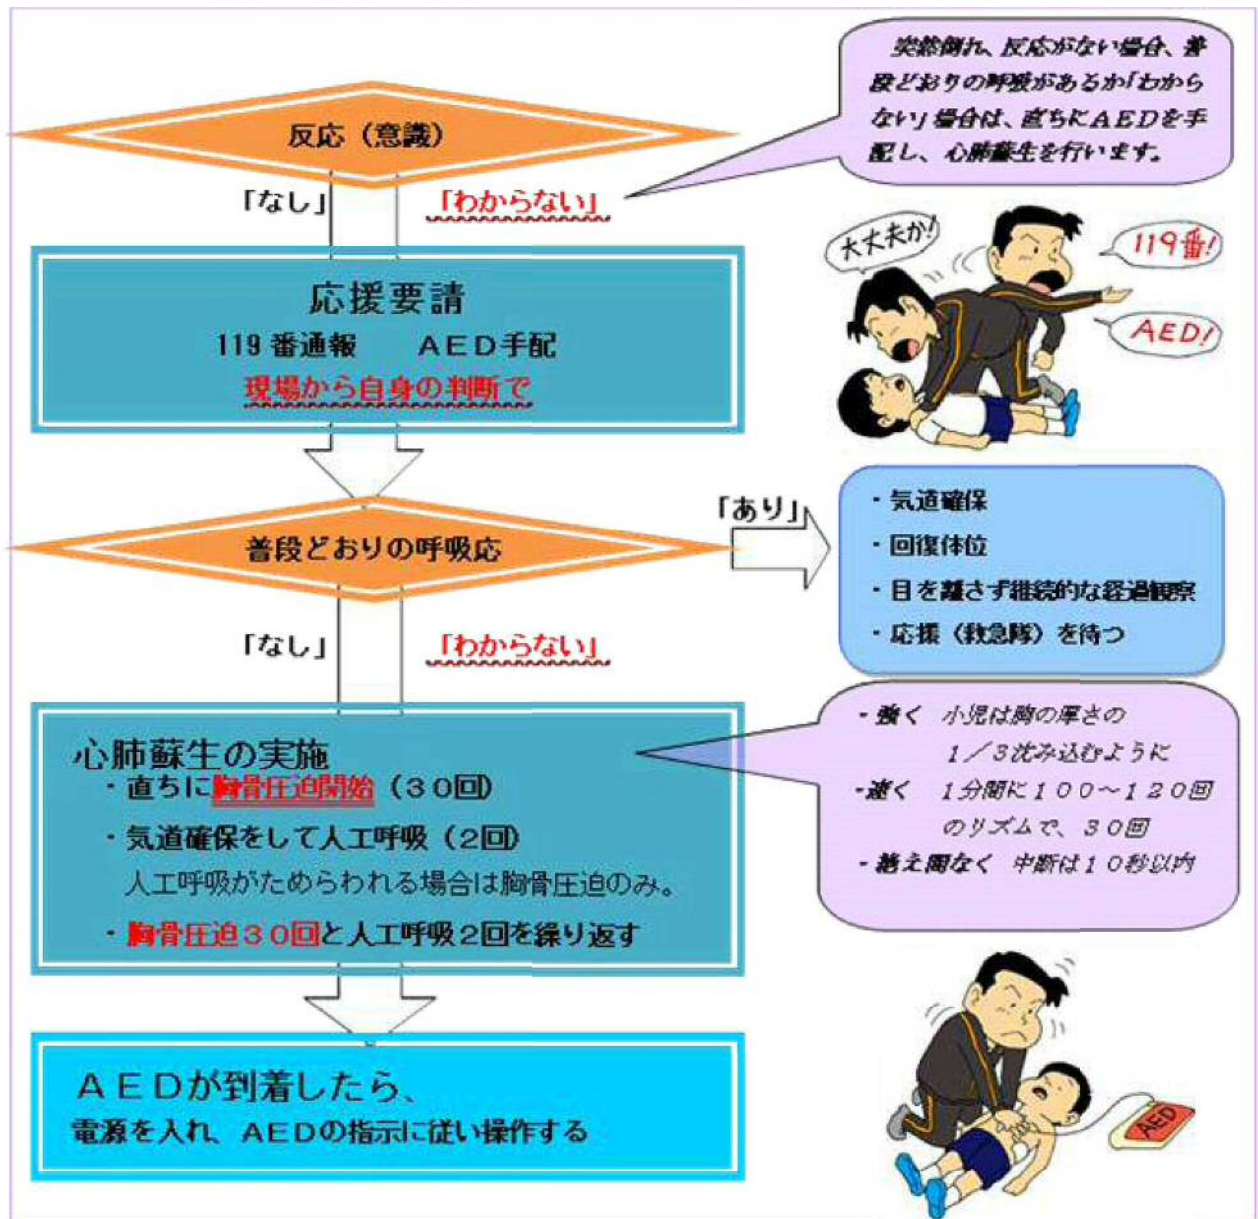 突然倒れ、反応がない場合、普
段どおりの呼吸があるか「わから
ない」場合は、直ちにAEDを手
配し、心肺蘇生を行います。
反応（意識）
「なし」 「わからない」
応援要請
119番通報 AED手配
現場から自身の判断で
大丈夫か!
119番!
AED!
普段どおりの呼吸応
「あり」
・気道確保
・回復体位
・目を離さず継続的な経過観察
・応援（救急隊）を待つ
「なし」 「わからない」
心肺蘇生の実施
・直ちに胸骨圧迫開始（30回）
・気道確保をして人工呼吸（2回）
人工呼吸がためらわれる場合は胸骨圧迫のみ。
・胸骨圧迫30回と人工呼吸2回を繰り返す
・強く 小児は胸の厚さの
1／3沈み込むように
・速く 1分間に100～120回
のリズムで、30回
・絶え間なく 中断は10秒以内
AEDが到着したら、
電源を入れ、AEDの指示に従い操作する
AED